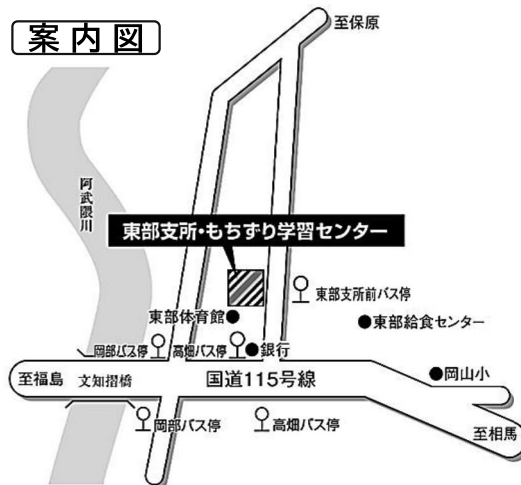 案内図
至保原
阿武隈川
東部支所・もちずり学習センター
東部支所前バス停
東部体育館
東部給食センター
岡部バス停
高畑バス停
銀行
岡山小
至福島
文知摺橋
国道115号線
至相馬
岡部バス停
高畑バス停